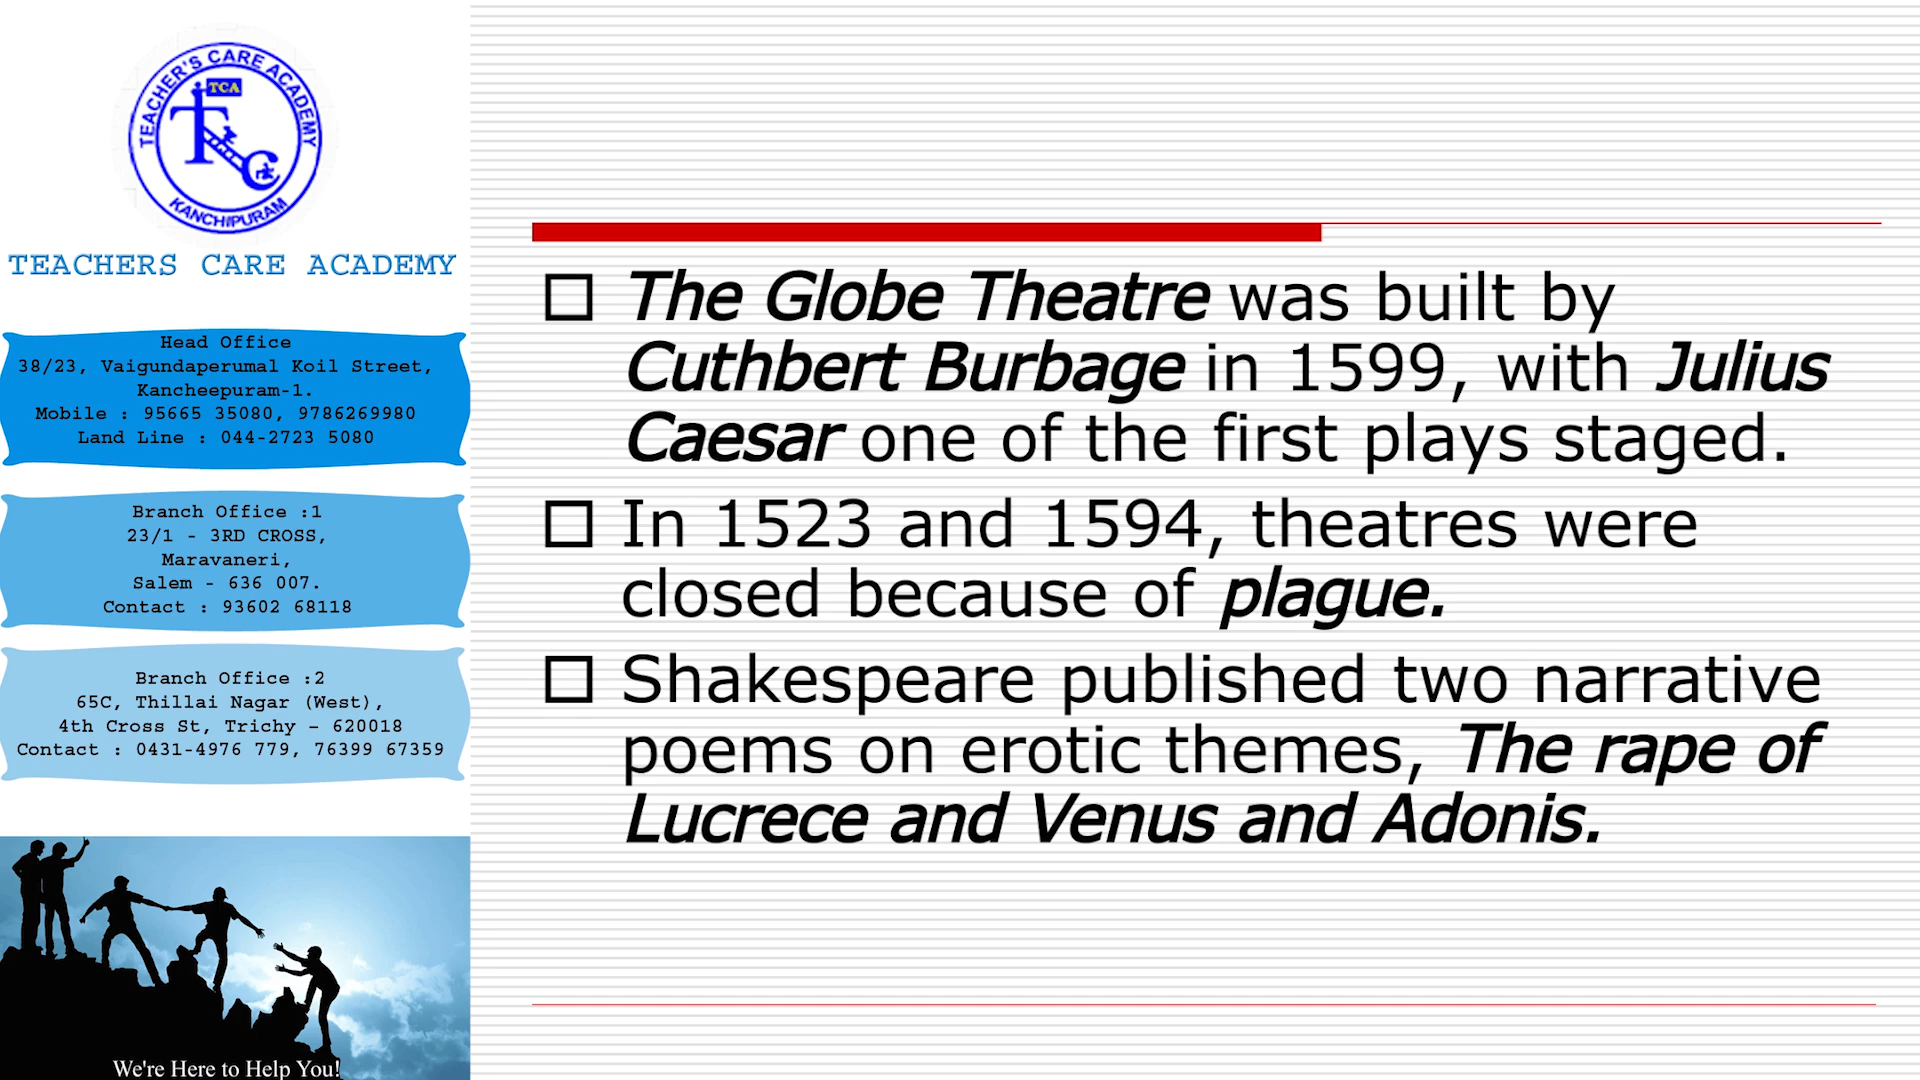 TEACHER'S CARE ACADEMY
TCA
KANCHIPURAM
TEACHERS CARE ACADEMY
Head Office
38/23, Vaigundaperumal Koil Street,
Kancheepuram-1.
Mobile : 95665 35080, 9786269980
Land Line : 044-2723 5080
Branch Office :1
23/1 - 3RD CROSS,
Maravaneri,
Salem - 636 007.
Contact : 93602 68118
Branch Office :2
65C, Thillai Nagar (West),
4th Cross St, Trichy – 620018
Contact : 0431-4976 779, 76399 67359
We're Here to Help You!
The Globe Theatre was built by
Cuthbert Burbage in 1599, with Julius
Caesar one of the first plays staged.
In 1523 and 1594, theatres were
closed because of plague.
Shakespeare published two narrative
poems on erotic themes, The rape of
Lucrece and Venus and Adonis.